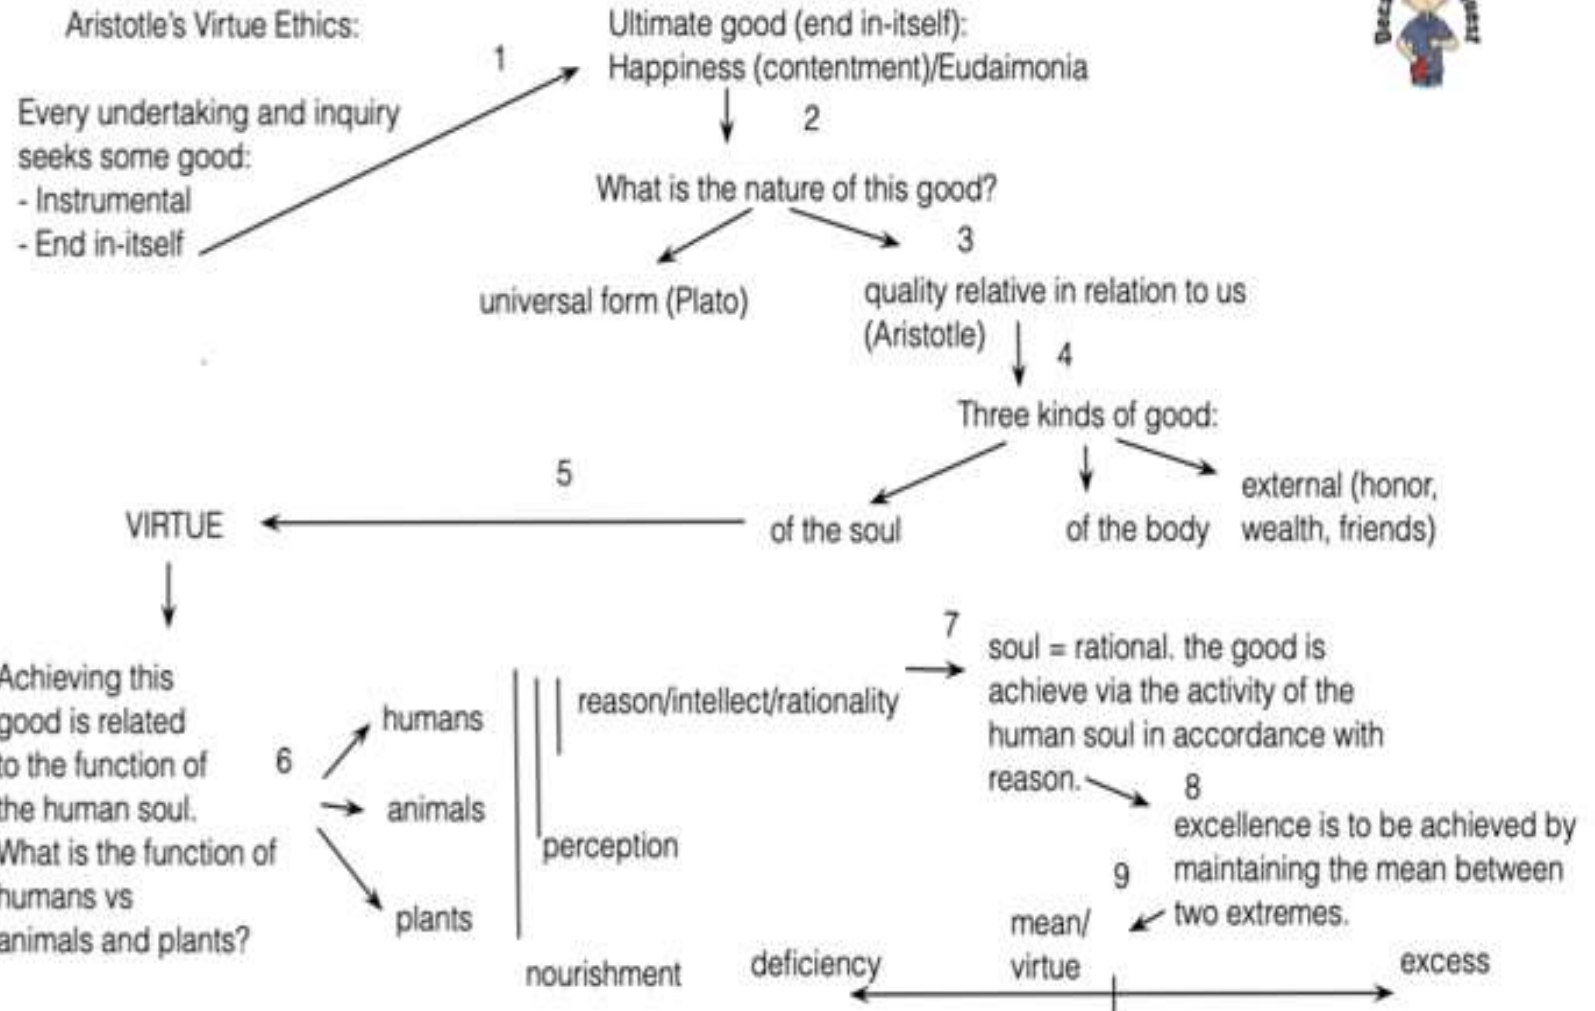 Aristotle's Virtue Ethics:
Every undertaking and inquiry
seeks some good:
- Instrumental
- End in-itself
1
Ultimate good (end in-itself):
Happiness (contentment)/Eudaimonia
2
What is the nature of this good?
universal form (Plato)
3
quality relative in relation to us
(Aristotle)
4
Three kinds of good:
of the soul
of the body
external (honor,
wealth, friends)
5
VIRTUE
Achieving this
good is related
to the function of
the human soul.
What is the function of
humans vs
animals and plants?
6
humans
animals
plants
reason/intellect/rationality
perception
nourishment
7
soul = rational. the good is
achieve via the activity of the
human soul in accordance with
reason.
8
excellence is to be achieved by
maintaining the mean between
two extremes.
9
mean/
virtue
deficiency
excess